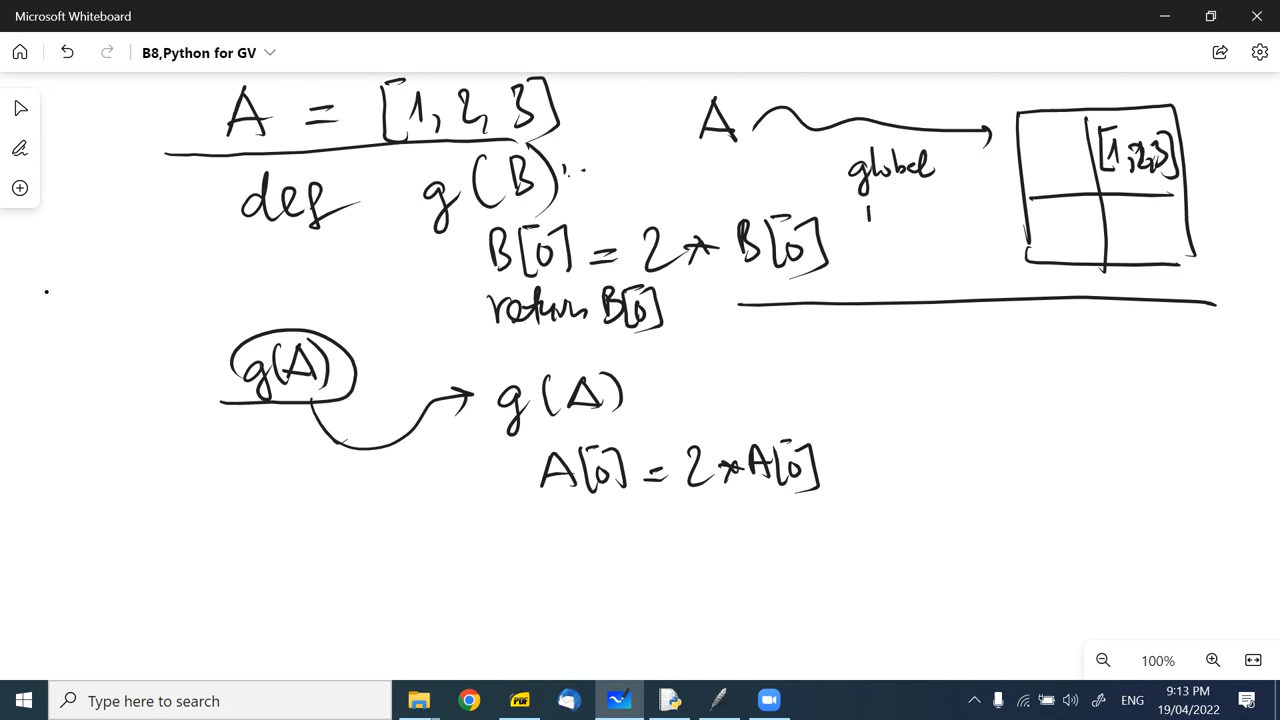 Microsoft Whiteboard
B8,Python for GV
A = [1, 2, 3]
def g(B):
B[0] = 2 * B[0]
return B[0]
A
global
[1, 2, 3]
g(A)
g(A)
A[0] = 2 * A[0]
100%
Type here to search
PDF
ENG
9:13 PM
19/04/2022